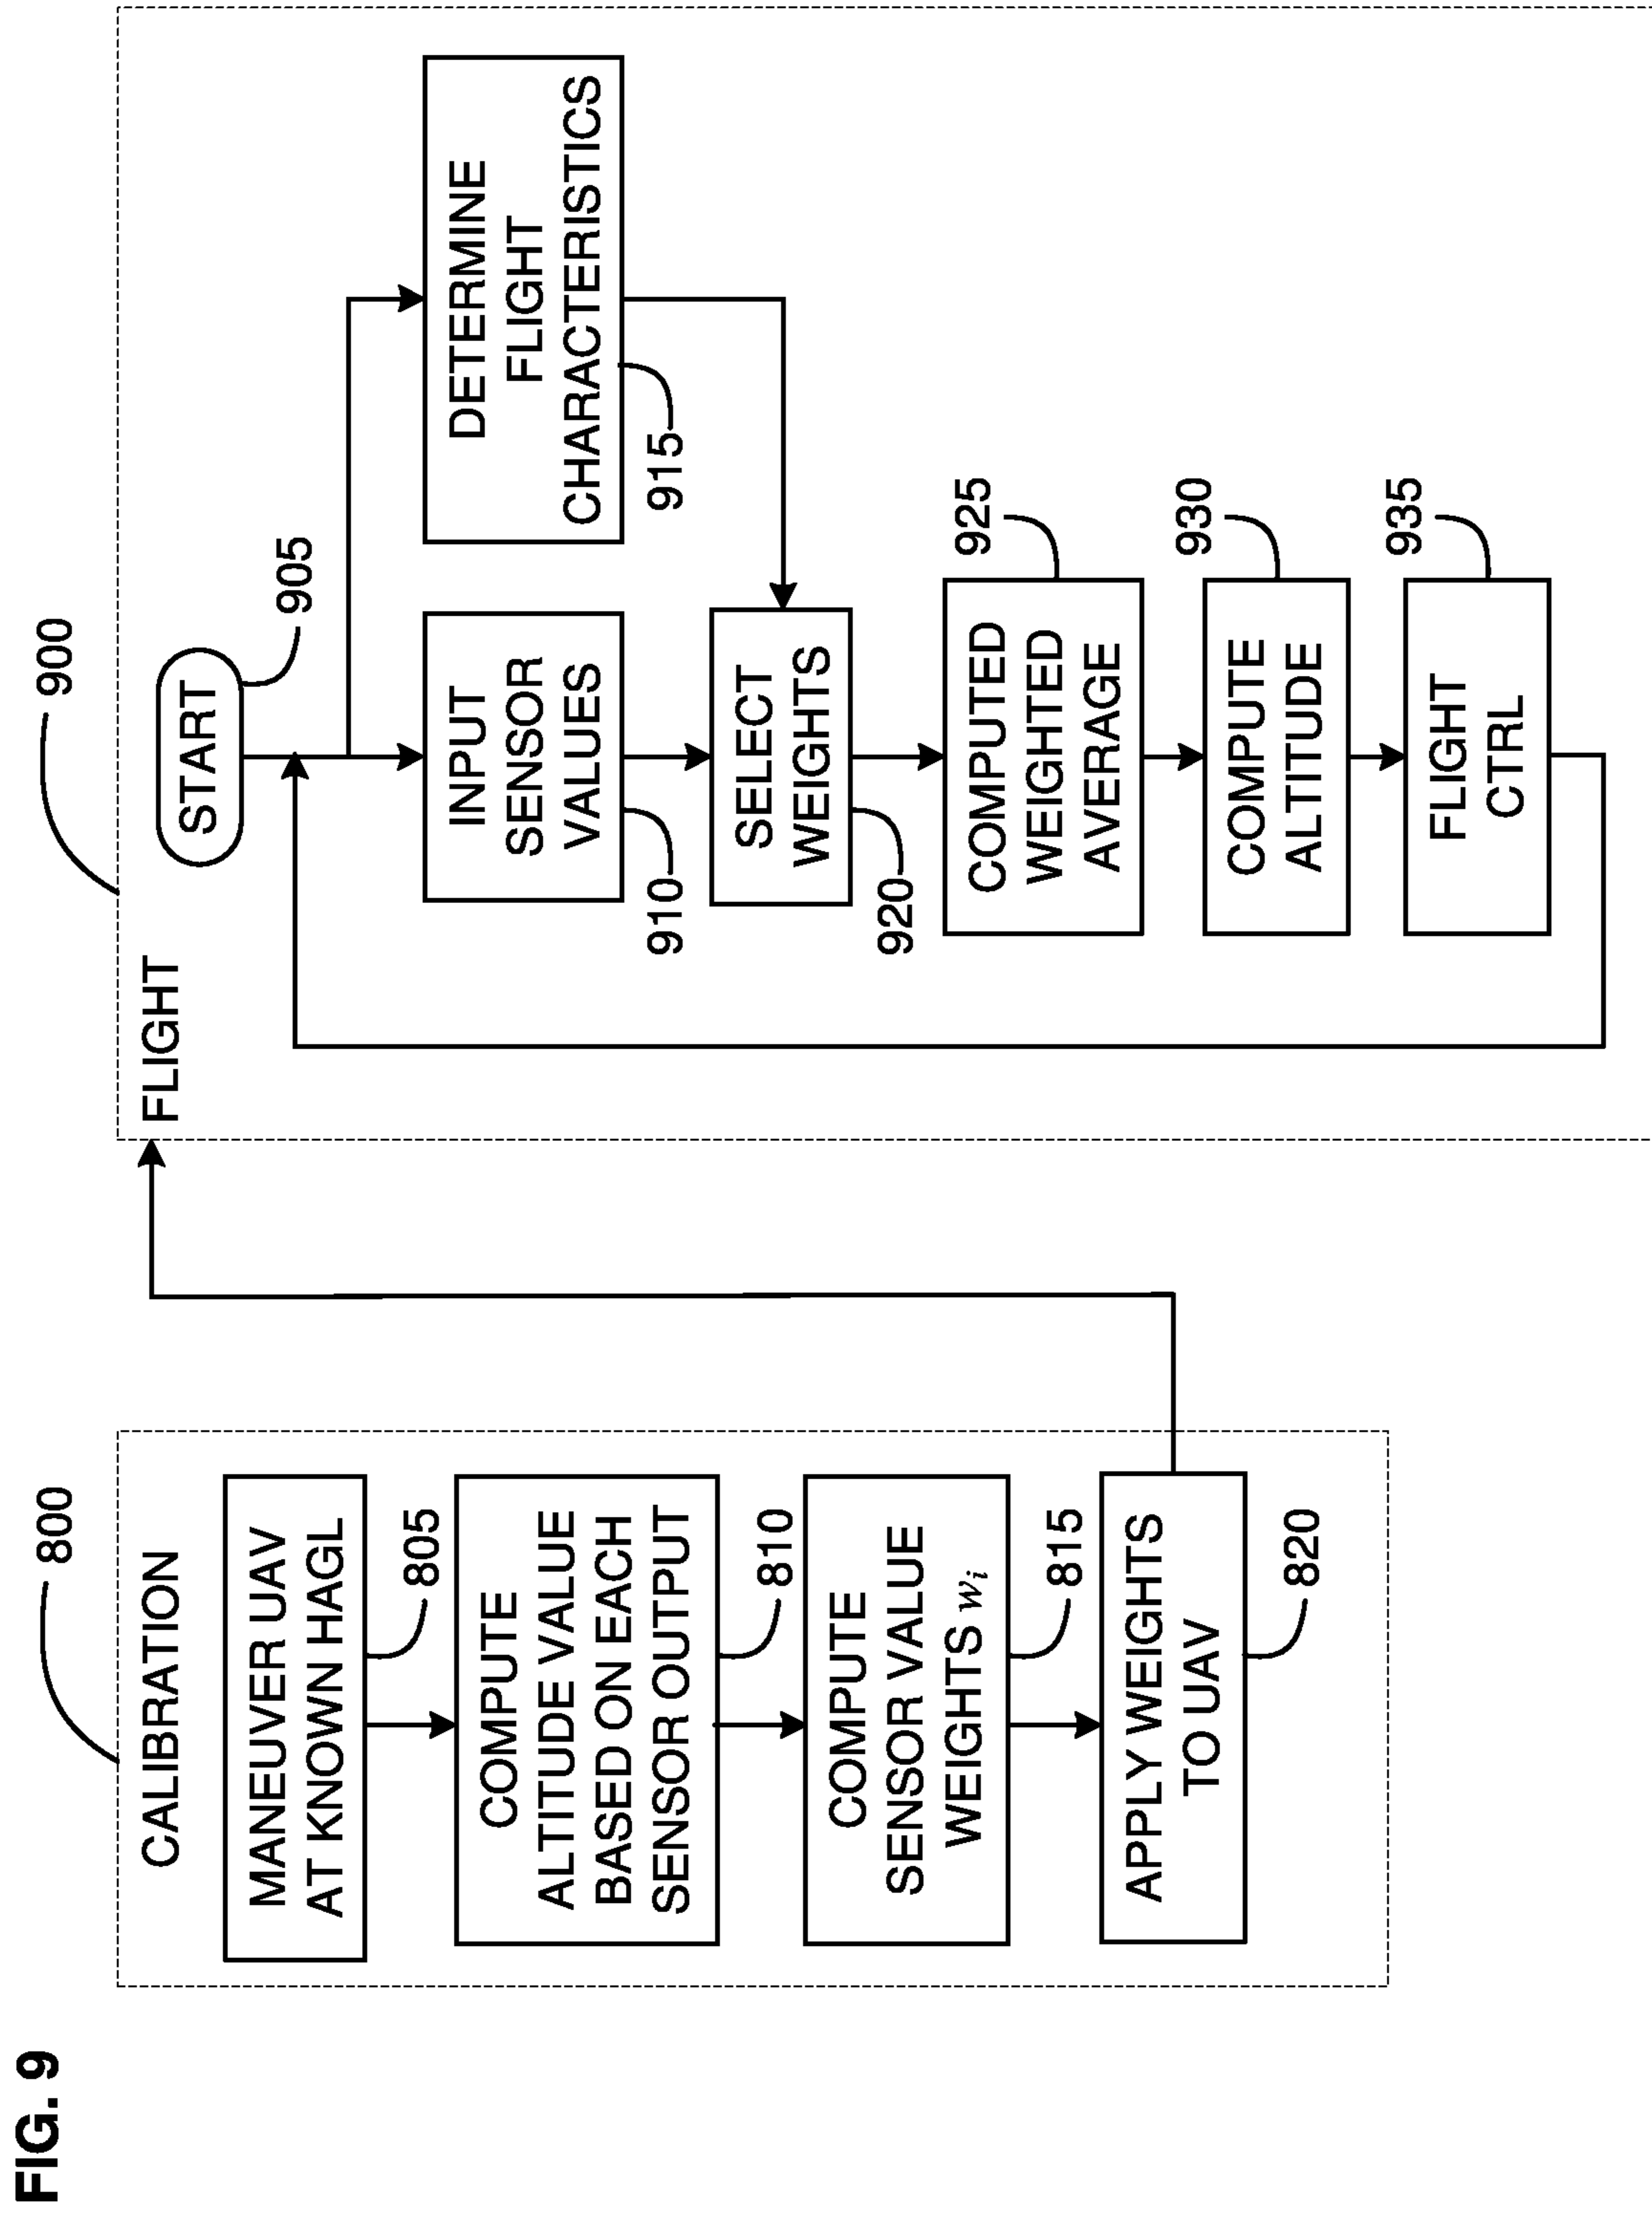 FIG. 9
800
CALIBRATION
MANEUVER UAV
AT KNOWN HAGL
805
COMPUTE
ALTITUDE VALUE
BASED ON EACH
SENSOR OUTPUT
810
COMPUTE
SENSOR VALUE
WEIGHTS wi
815
APPLY WEIGHTS
TO UAV
820
900
FLIGHT
START
905
INPUT
SENSOR
VALUES
910
DETERMINE
FLIGHT
CHARACTERISTICS
915
SELECT
WEIGHTS
920
COMPUTED
WEIGHTED
AVERAGE
925
COMPUTE
ALTITUDE
930
FLIGHT
CTRL
935